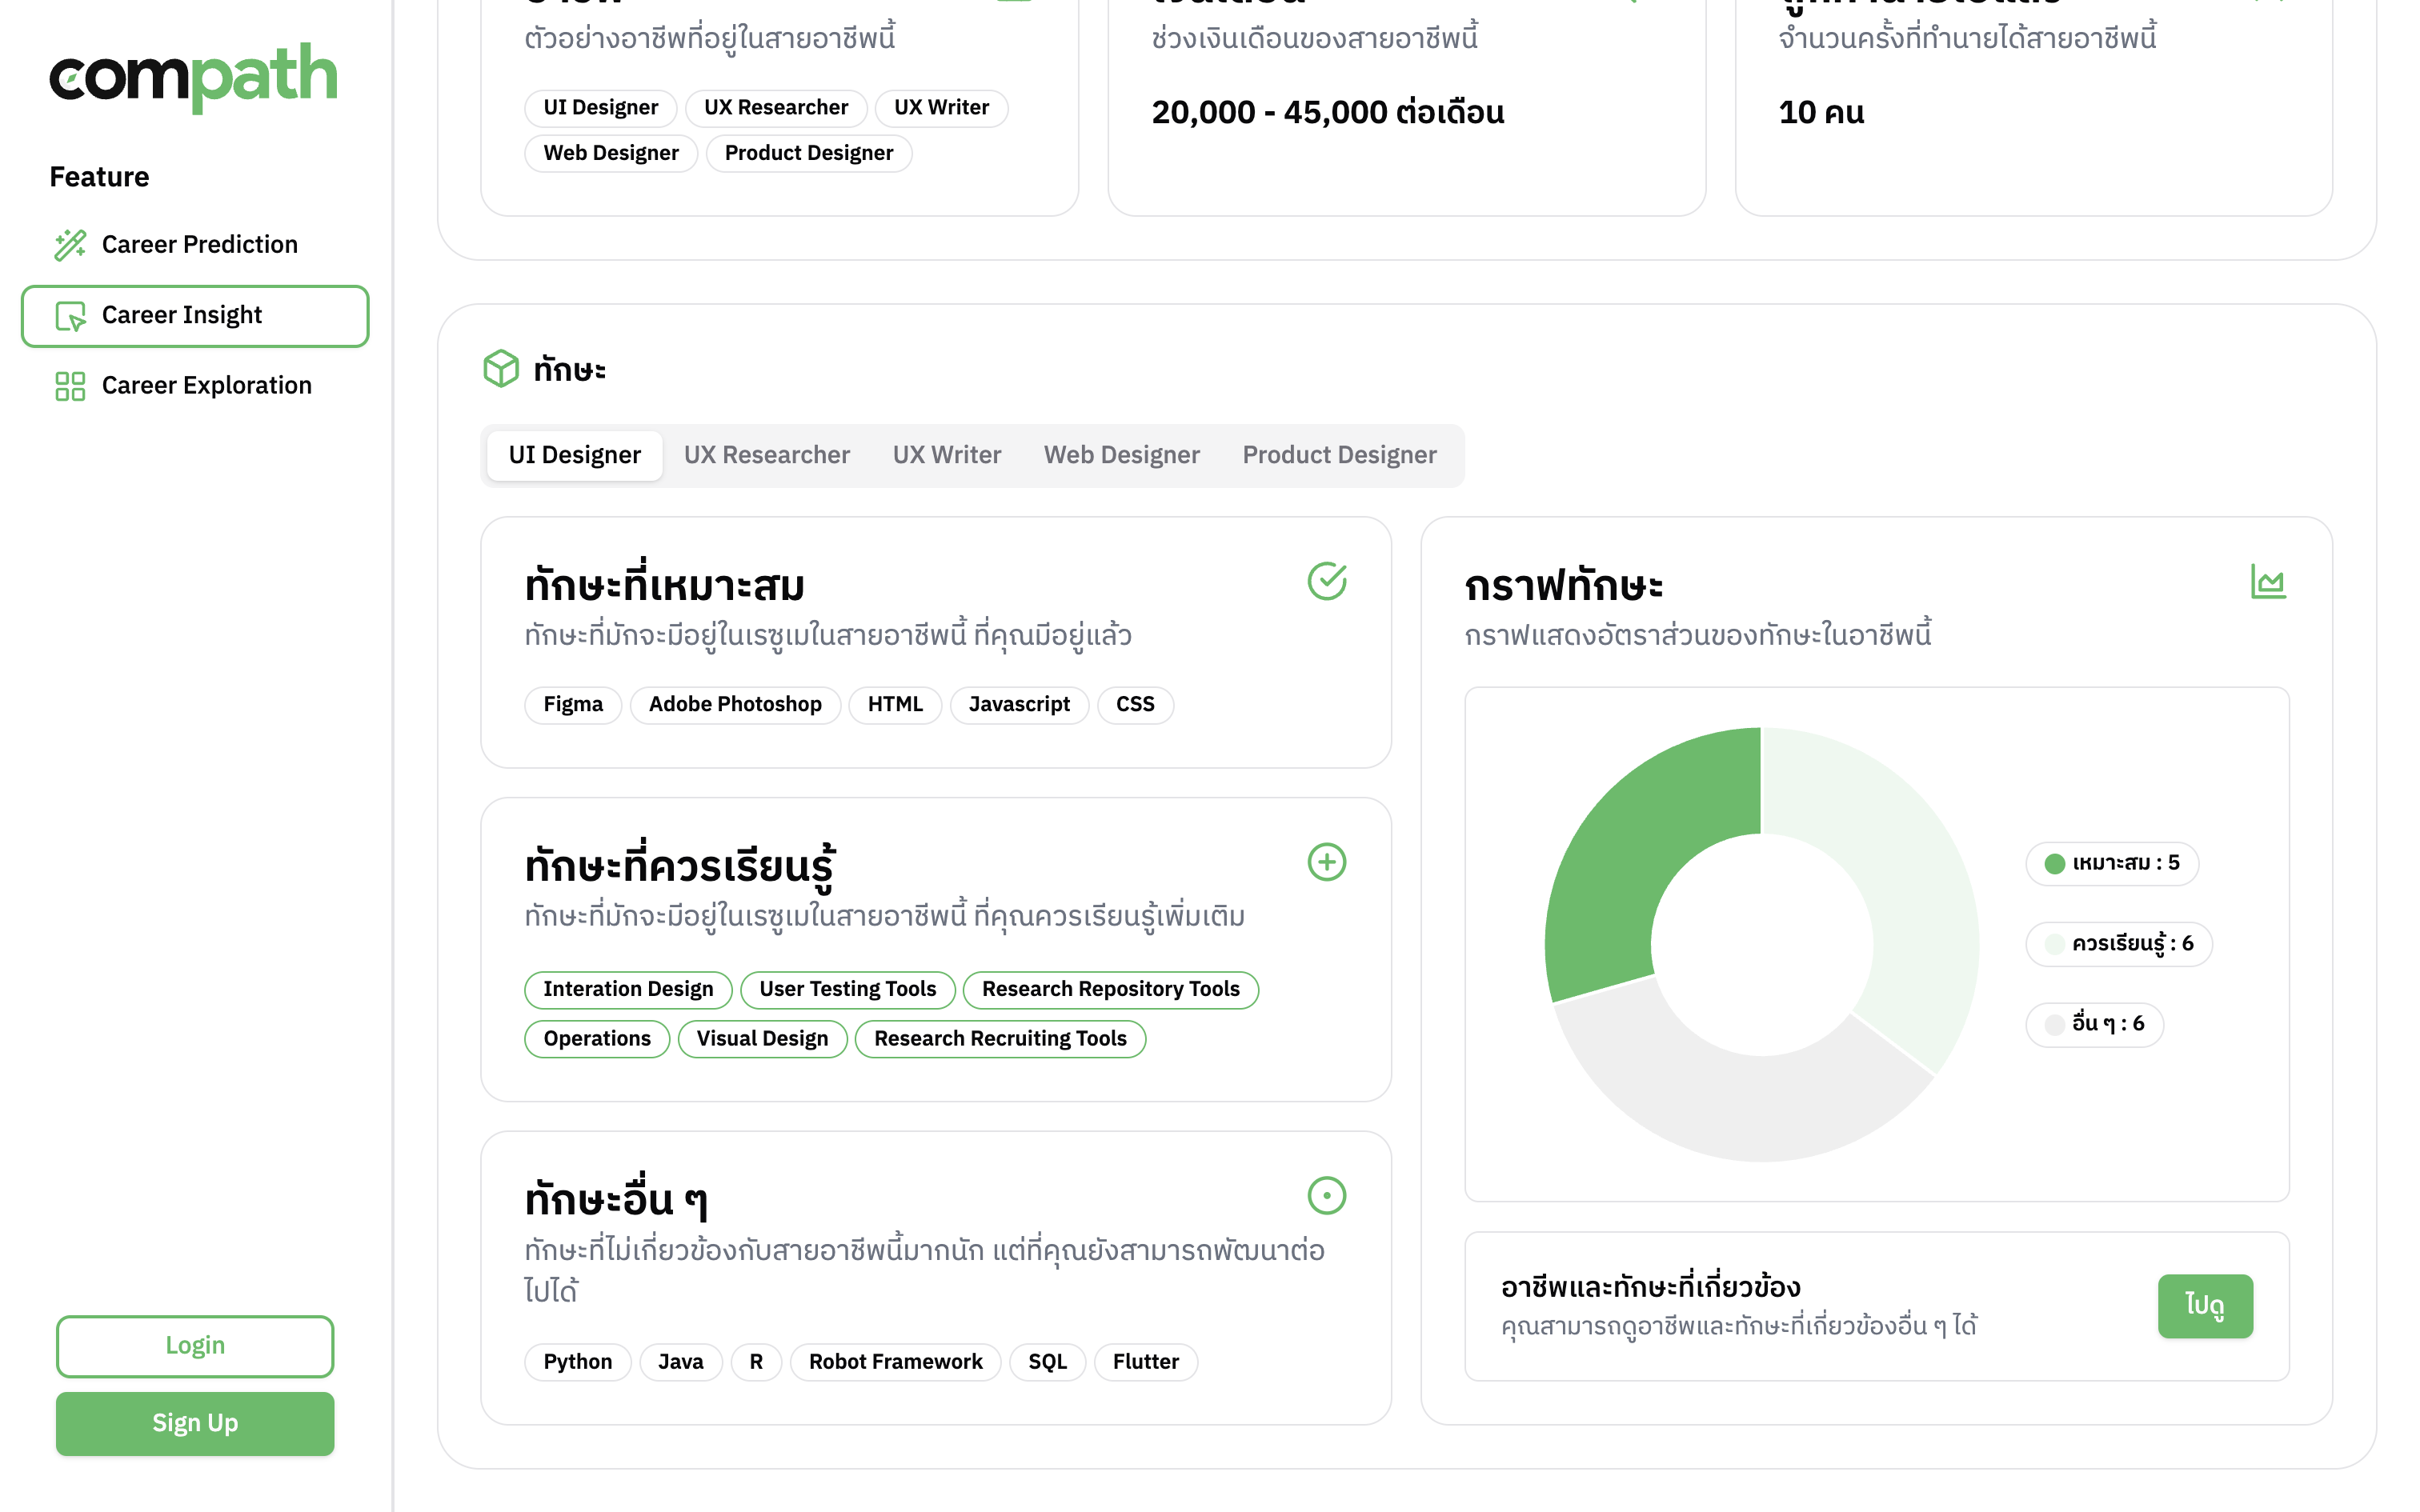 compath
Feature
Career Prediction
Career Insight
Career Exploration
Login
Sign Up
ตัวอย่างอาชีพที่อยู่ในสายอาชีพนี้
UI Designer UX Researcher UX Writer
Web Designer Product Designer
ช่วงเงินเดือนของสายอาชีพนี้
20,000 - 45,000 ต่อเดือน
จำนวนครั้งที่ทำนายได้สายอาชีพนี้
10 คน
ทักษะ
UI Designer UX Researcher UX Writer Web Designer Product Designer
ทักษะที่เหมาะสม
ทักษะที่มักจะมีอยู่ในเรซูเมในสายอาชีพนี้ ที่คุณมีอยู่แล้ว
Figma Adobe Photoshop HTML Javascript CSS
ทักษะที่ควรเรียนรู้
ทักษะที่มักจะมีอยู่ในเรซูเมในสายอาชีพนี้ ที่คุณควรเรียนรู้เพิ่มเติม
Interation Design User Testing Tools Research Repository Tools
Operations Visual Design Research Recruiting Tools
ทักษะอื่น ๆ
ทักษะที่ไม่เกี่ยวข้องกับสายอาชีพนี้มากนัก แต่ที่คุณยังสามารถพัฒนาต่อ
ไปได้
Python Java R Robot Framework SQL Flutter
กราฟทักษะ
กราฟแสดงอัตราส่วนของทักษะในอาชีพนี้
เหมาะสม : 5
ควรเรียนรู้ : 6
อื่น ๆ : 6
อาชีพและทักษะที่เกี่ยวข้อง
คุณสามารถดูอาชีพและทักษะที่เกี่ยวข้องอื่น ๆ ได้
ไปดู